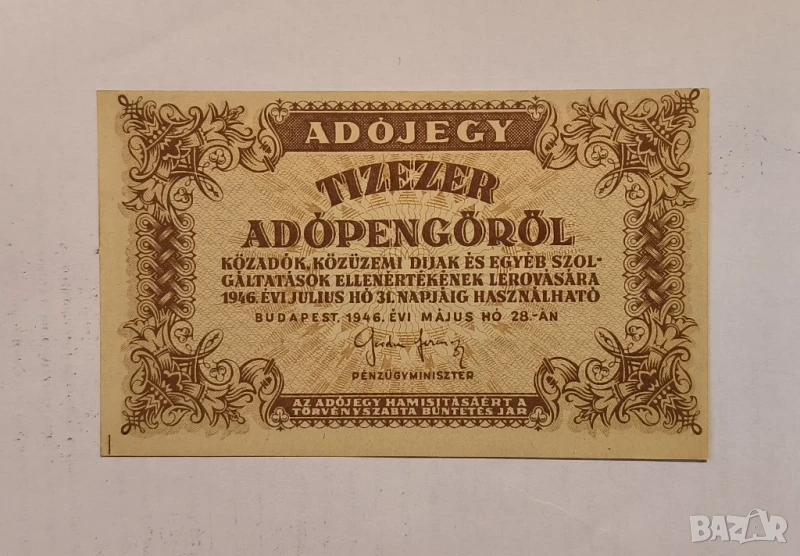 ADÓJEGY
TIZEZER
ADÓPENGŐRŐL
KÖZADÓK, KÖZÜZEMI DIJAK ÉS EGYÉB SZOL-
GÁLTATÁSOK ELLENÉRTÉKÉNEK LEROVÁSÁRA
1946. ÉVI JULIUS HÓ 31. NAPJÁIG HASZNÁLHATÓ
BUDAPEST, 1946. ÉVI MÁJUS HÓ 28.-ÁN
PÉNZÜGYMINISZTER
AZ ADÓJEGY HAMISITÁSÁÉRT A
TÖRVÉNYSZABTA BÜNTETÉS JÁR
BAZAR